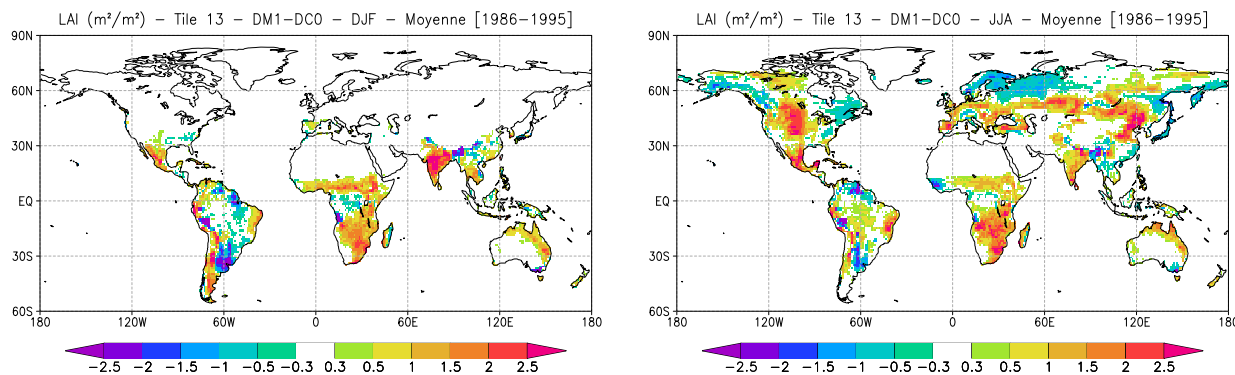 LAI (m²/m²) − Tile 13 − DM1−DC0 − DJF − Moyenne [1986−1995]
90N
60N
30N
EQ
30S
60S
180 120W 60W 0 60E 120E 180
−2.5 −2 −1.5 −1 −0.5 −0.3 0.3 0.5 1 1.5 2 2.5
LAI (m²/m²) − Tile 13 − DM1−DC0 − JJA − Moyenne [1986−1995]
90N
60N
30N
EQ
30S
60S
180 120W 60W 0 60E 120E 180
−2.5 −2 −1.5 −1 −0.5 −0.3 0.3 0.5 1 1.5 2 2.5